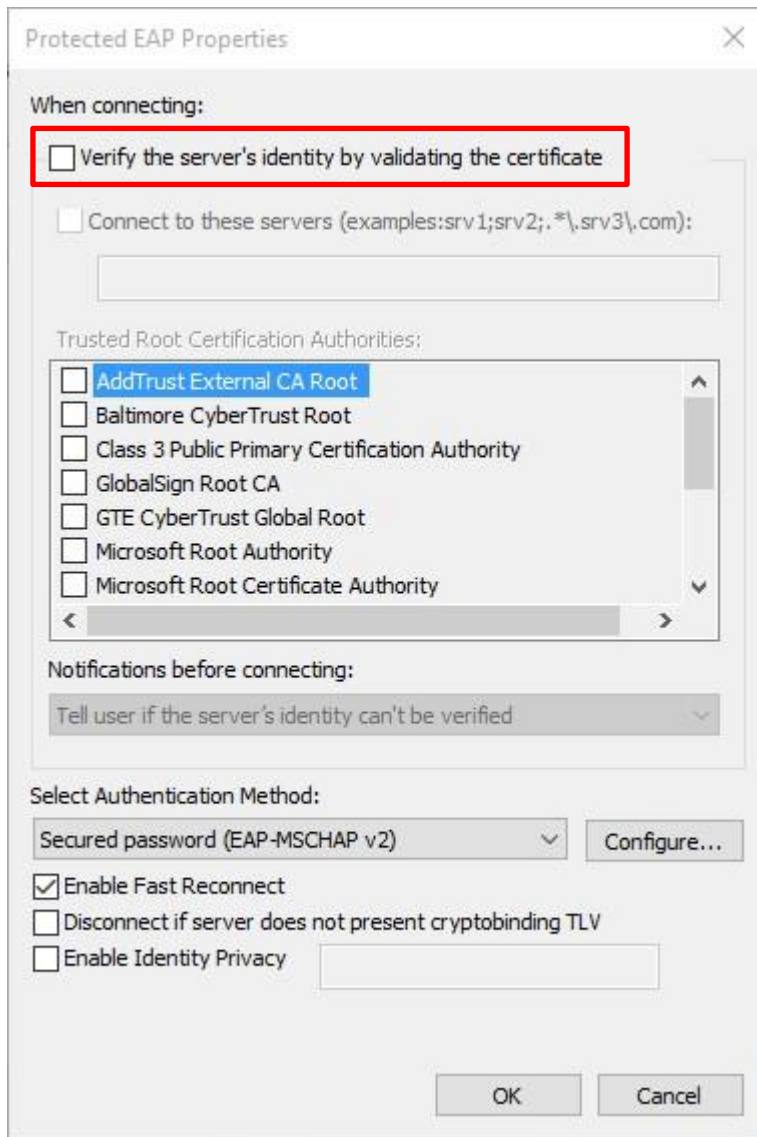 Protected EAP Properties
When connecting:
Verify the server's identity by validating the certificate
Connect to these servers (examples:srv1;srv2;.*\.srv3\.com):
Trusted Root Certification Authorities:
AddTrust External CA Root
Baltimore CyberTrust Root
Class 3 Public Primary Certification Authority
GlobalSign Root CA
GTE CyberTrust Global Root
Microsoft Root Authority
Microsoft Root Certificate Authority
Notifications before connecting:
Tell user if the server's identity can't be verified
Select Authentication Method:
Secured password (EAP-MSCHAP v2)
Configure...
Enable Fast Reconnect
Disconnect if server does not present cryptobinding TLV
Enable Identity Privacy
OK Cancel